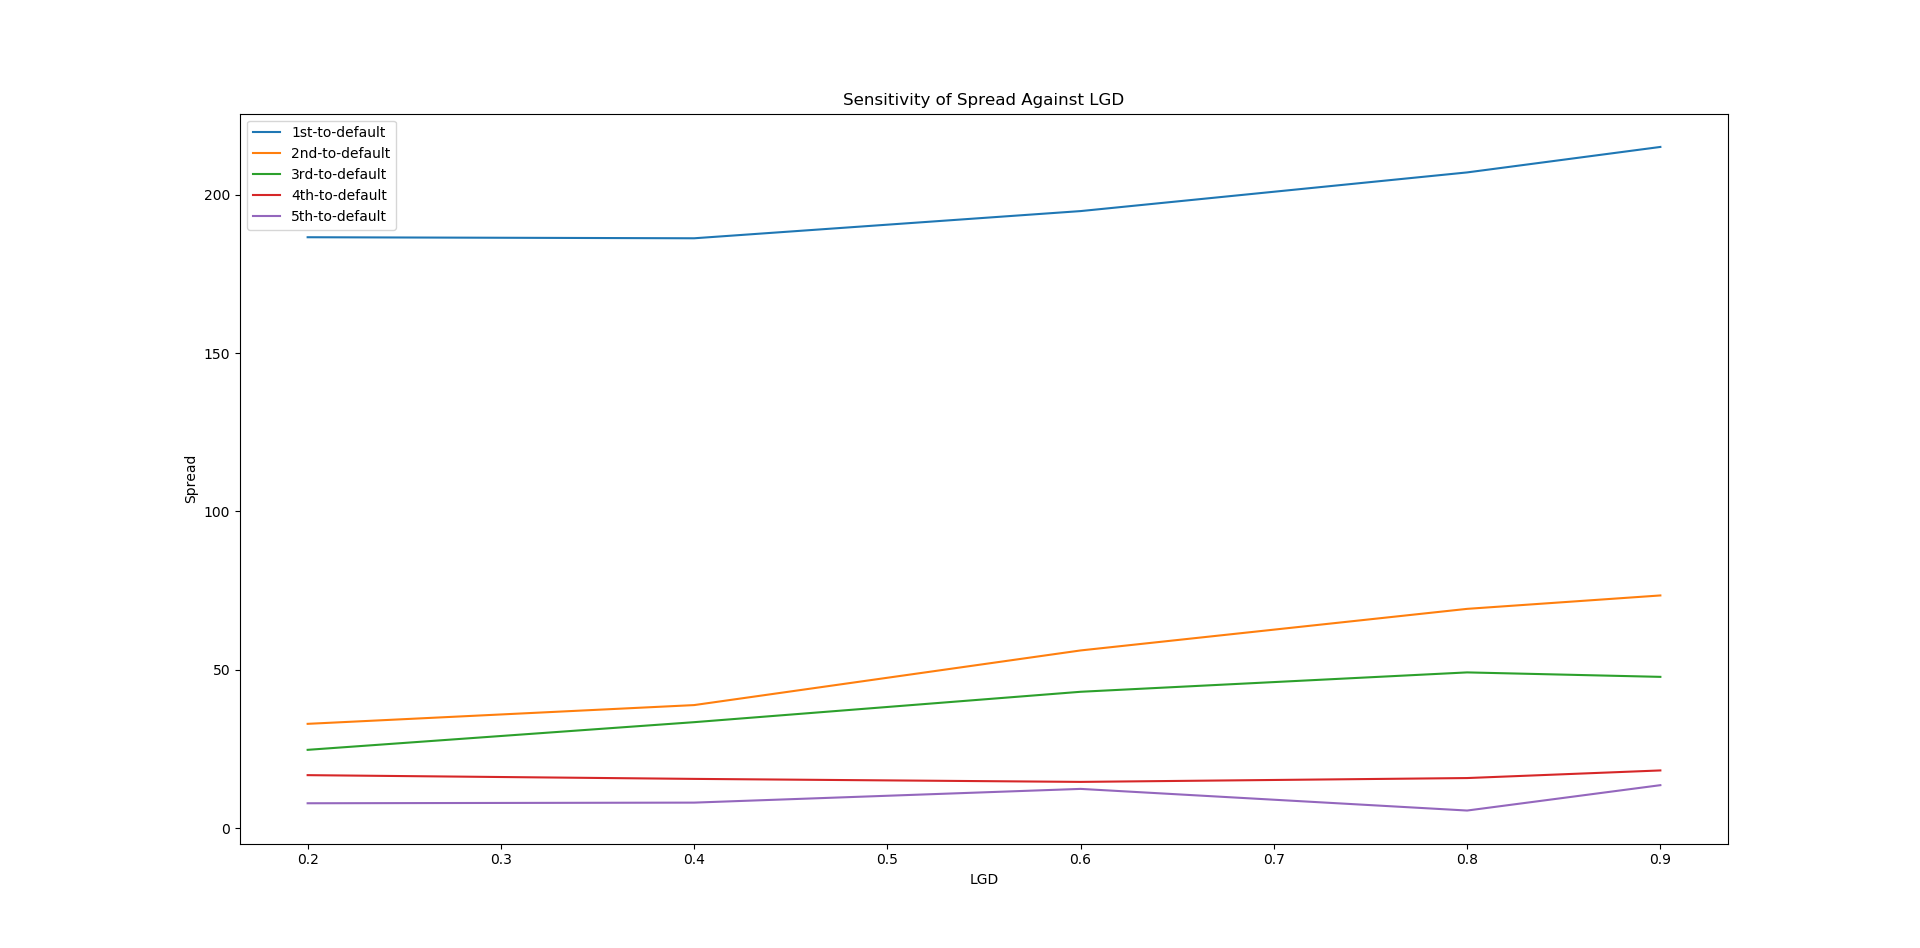 Sensitivity of Spread Against LGD
1st-to-default
2nd-to-default
3rd-to-default
4th-to-default
5th-to-default
200
150
100
50
0
Spread
0.2 0.3 0.4 0.5 0.6 0.7 0.8 0.9
LGD